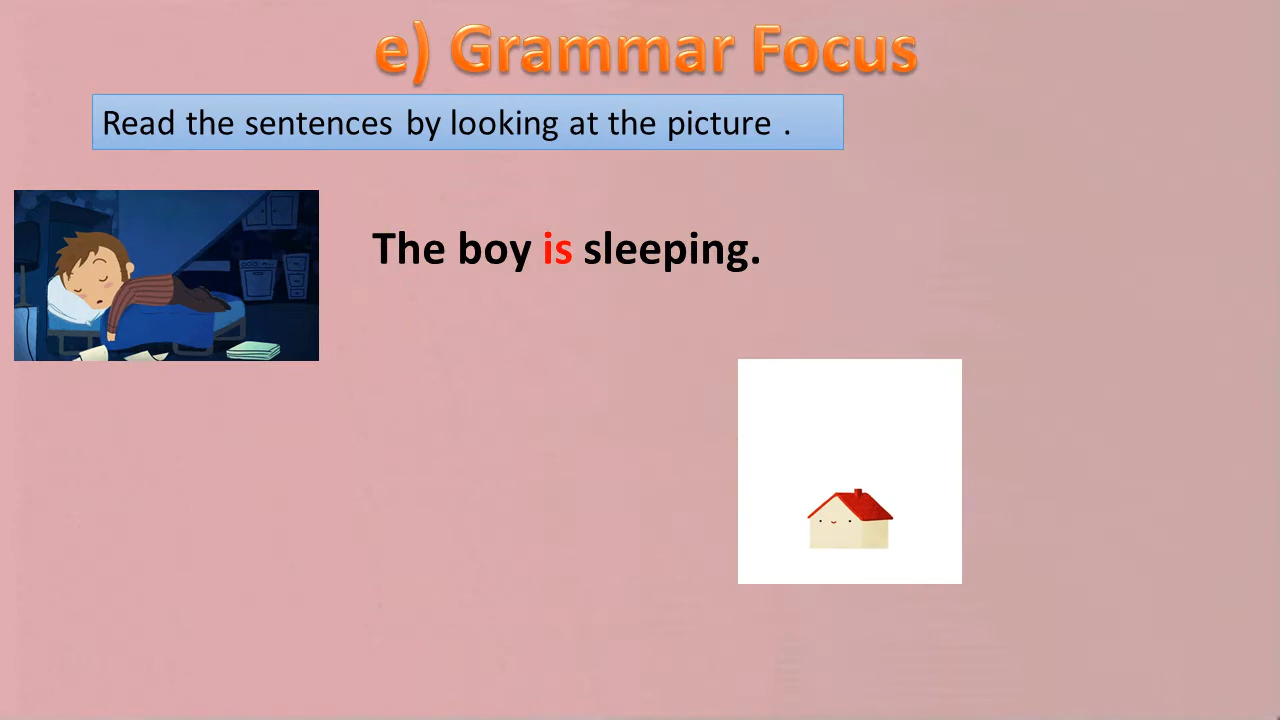 e) Grammar Focus
Read the sentences by looking at the picture .
The boy is sleeping.